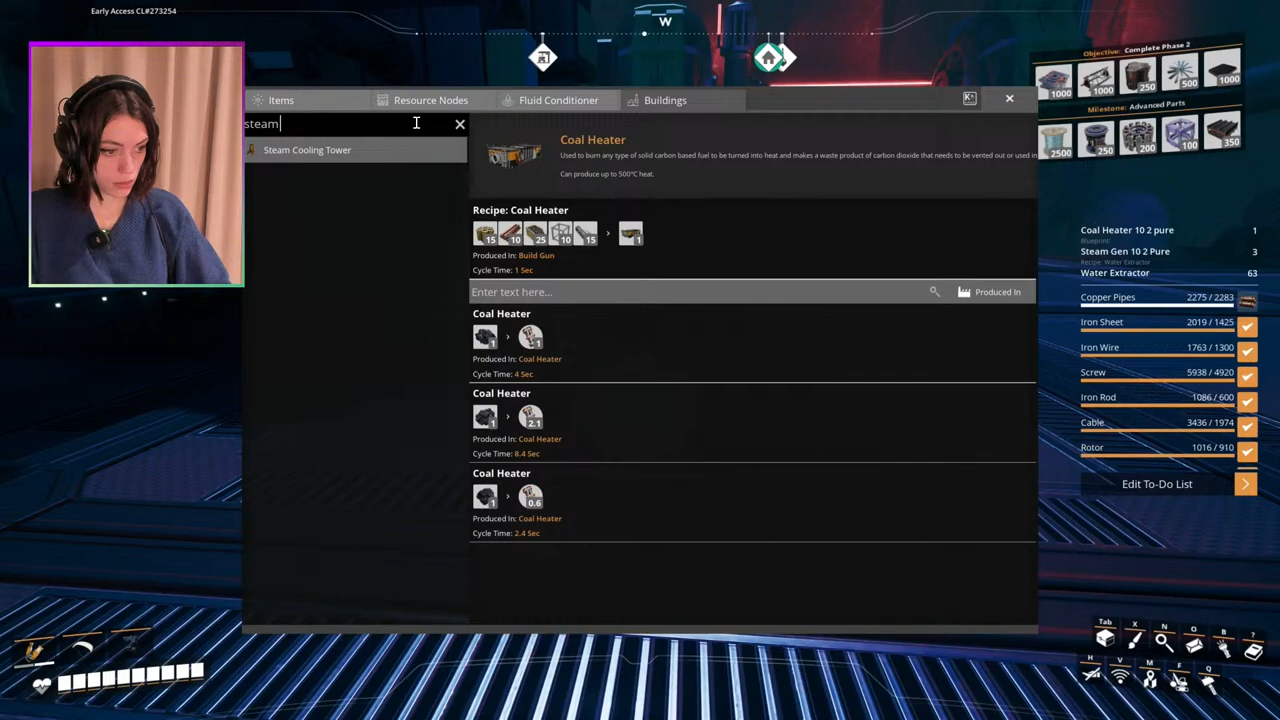 Early Access CL#273254
W
Objective: Complete Phase 2
1000 1000 250 500 1000
Milestone: Advanced Parts
2500 250 200 100 350
Items Resource Nodes Fluid Conditioner Buildings K
steam
Steam Cooling Tower
Coal Heater
Used to burn any type of solid carbon based fuel to be turned into heat and makes a waste product of carbon dioxide that needs to be vented out or used in
Can produce up to 500°C heat.
Recipe: Coal Heater
15 10 25 10 15 > 1
Produced In: Build Gun
Cycle Time: 1 Sec
Enter text here... Produced In
Coal Heater
1 > 1
Produced In: Coal Heater
Cycle Time: 4 Sec
Coal Heater
1 > 2.1
Produced In: Coal Heater
Cycle Time: 8.4 Sec
Coal Heater
1 > 0.6
Produced In: Coal Heater
Cycle Time: 2.4 Sec
Coal Heater 10 2 pure 1
Blueprint:
Steam Gen 10 2 Pure 3
Recipe: Water Extractor
Water Extractor 63
Copper Pipes 2275 / 2283
Iron Sheet 2019 / 1425
Iron Wire 1763 / 1300
Screw 5938 / 4920
Iron Rod 1086 / 600
Cable 3436 / 1974
Rotor 1016 / 910
Edit To-Do List
Tab X N O B ?
H V M F Q